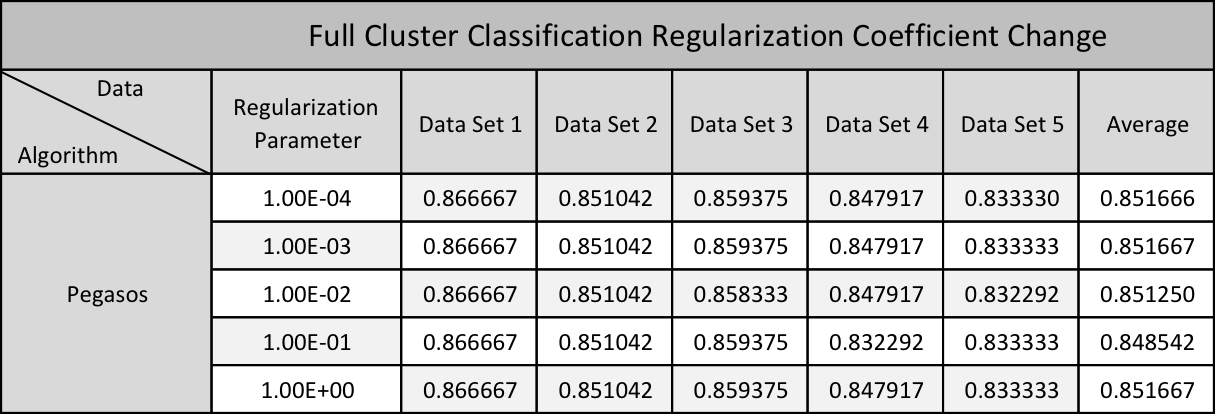 Full Cluster Classification Regularization Coefficient Change
Data
Algorithm
Regularization
Parameter
Data Set 1
Data Set 2
Data Set 3
Data Set 4
Data Set 5
Average
Pegasos
1.00E-04 0.866667 0.851042 0.859375 0.847917 0.833330 0.851666
1.00E-03 0.866667 0.851042 0.859375 0.847917 0.833333 0.851667
1.00E-02 0.866667 0.851042 0.858333 0.847917 0.832292 0.851250
1.00E-01 0.866667 0.851042 0.859375 0.832292 0.833333 0.848542
1.00E+00 0.866667 0.851042 0.859375 0.847917 0.833333 0.851667